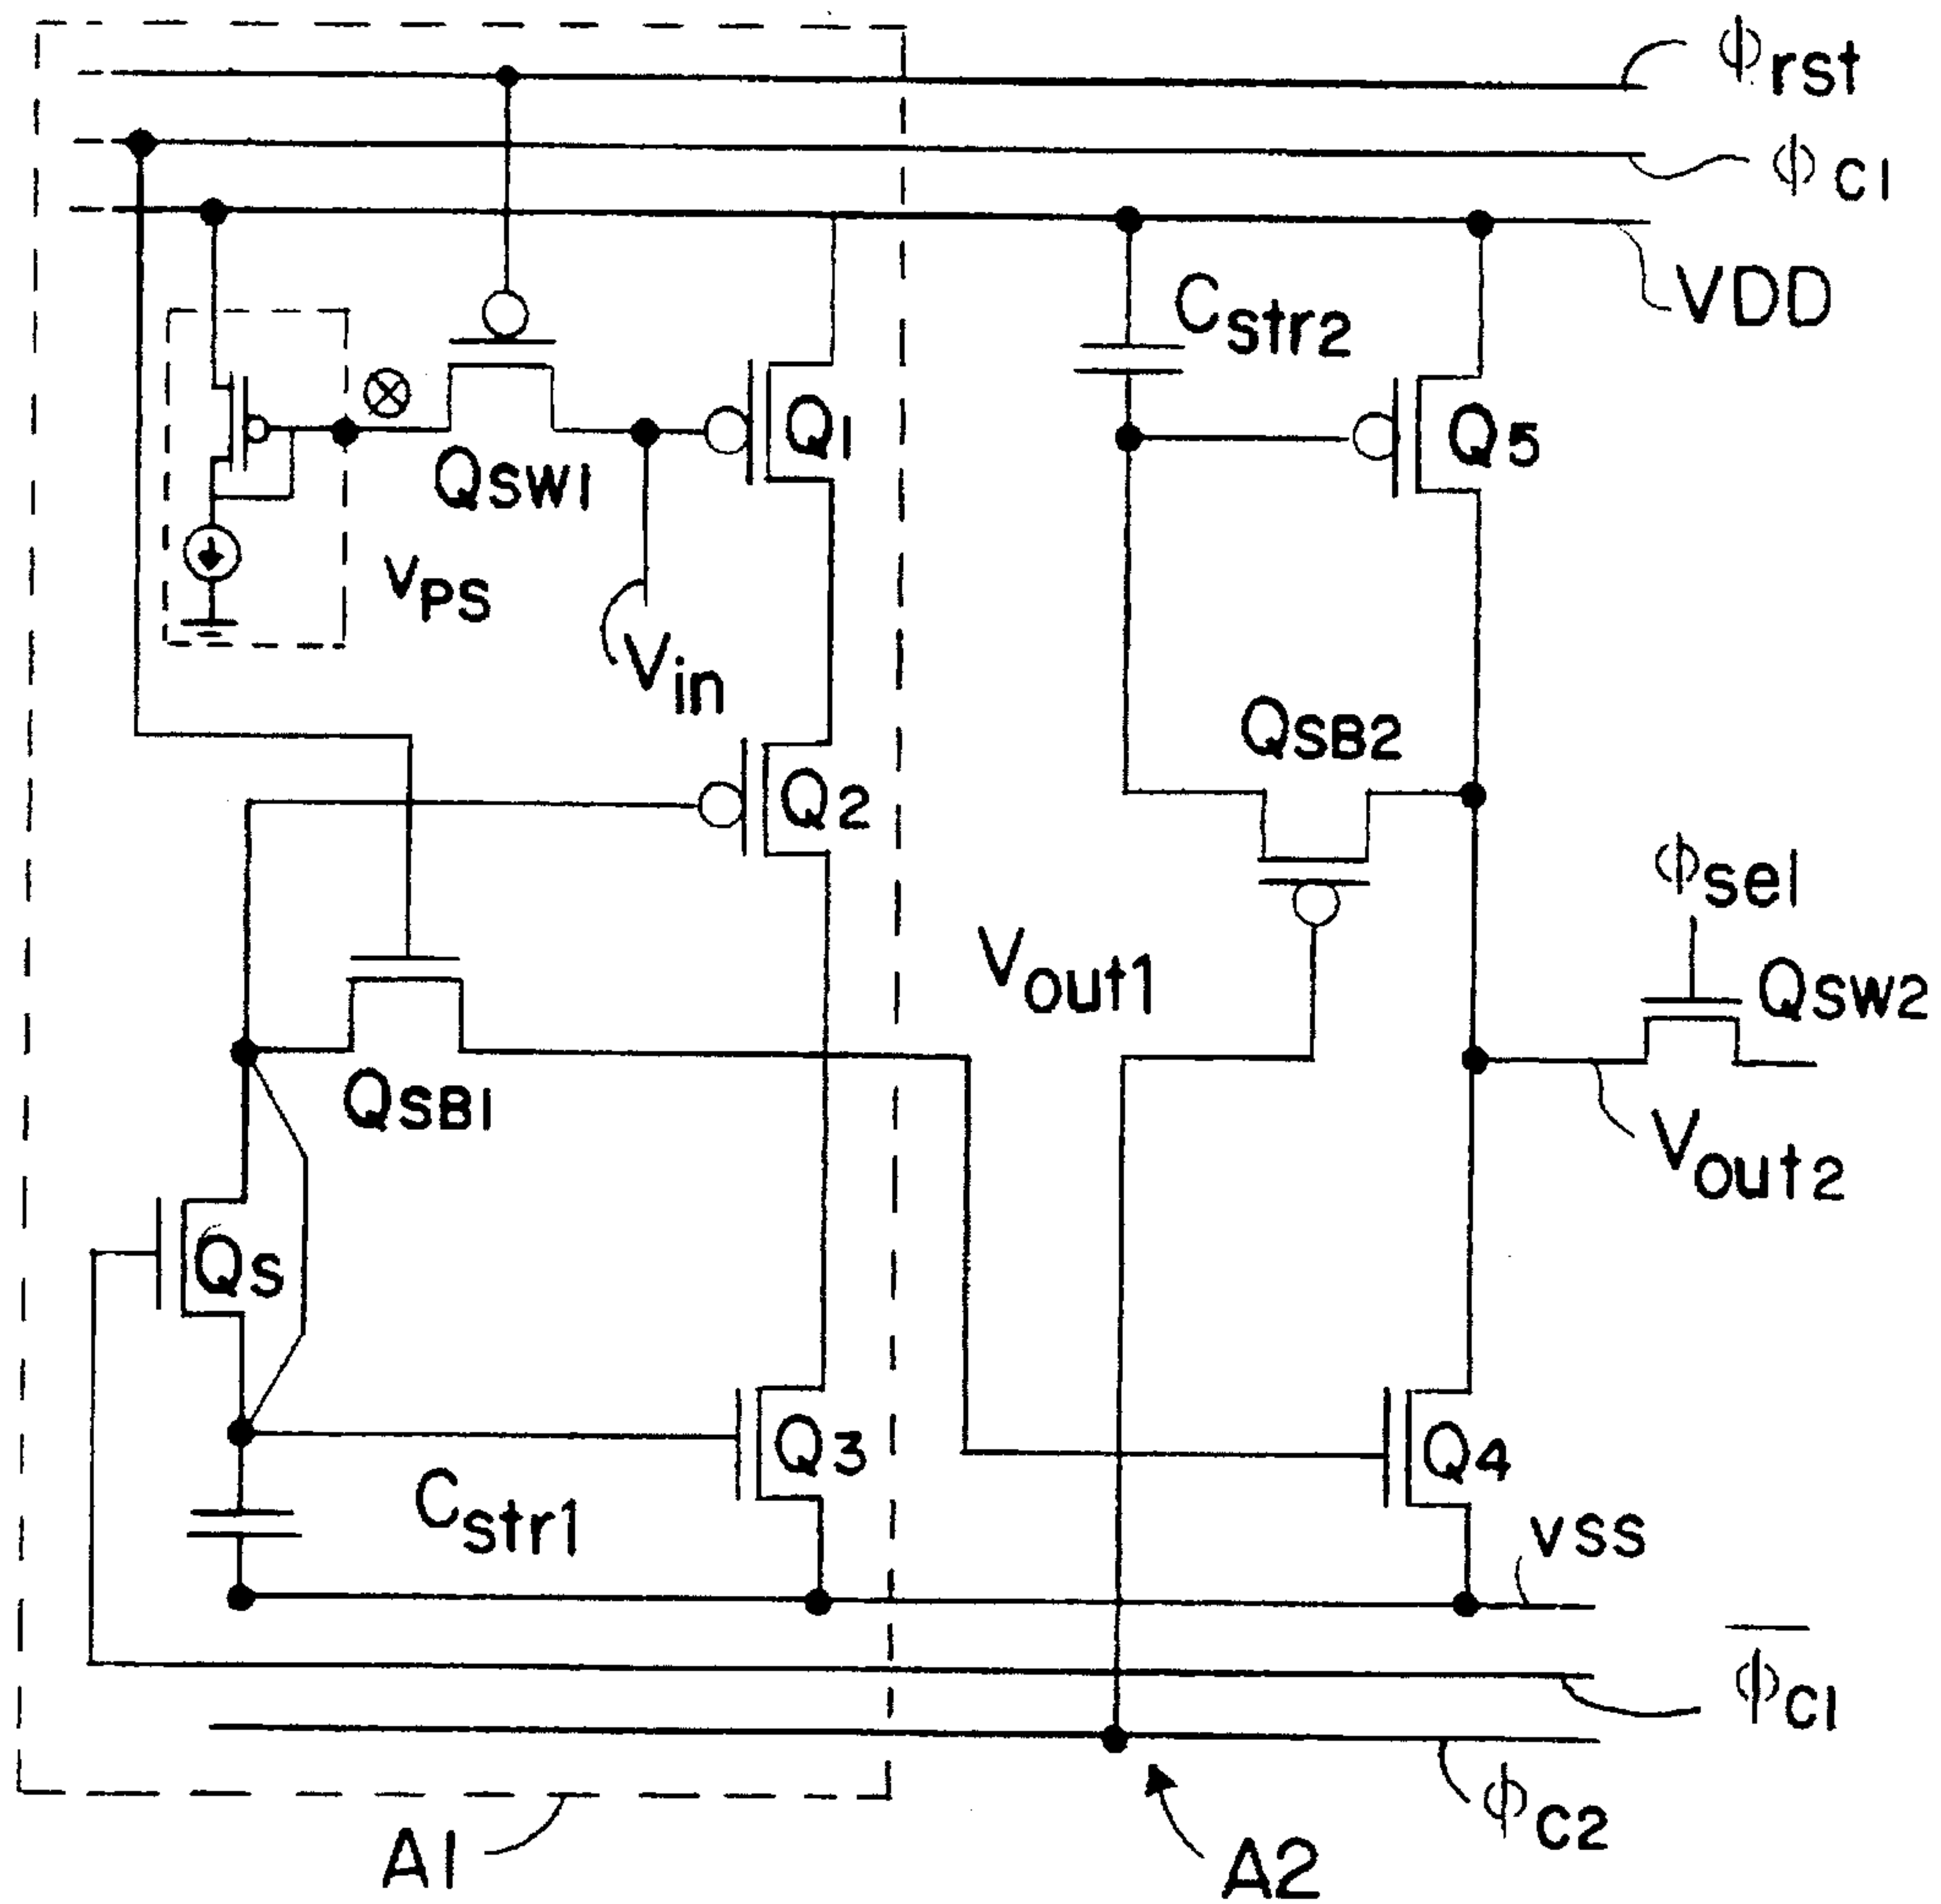 ϕrst
ϕC1
VDD
Cstr2
Q1
Q5
QSW1
VPS
Vin
QSB2
Q2
ϕsel
Vout1
QSW2
QSB1
Vout2
QS
Q3
Q4
Cstr1
VSS
ϕ̅C1
ϕC2
A1
A2